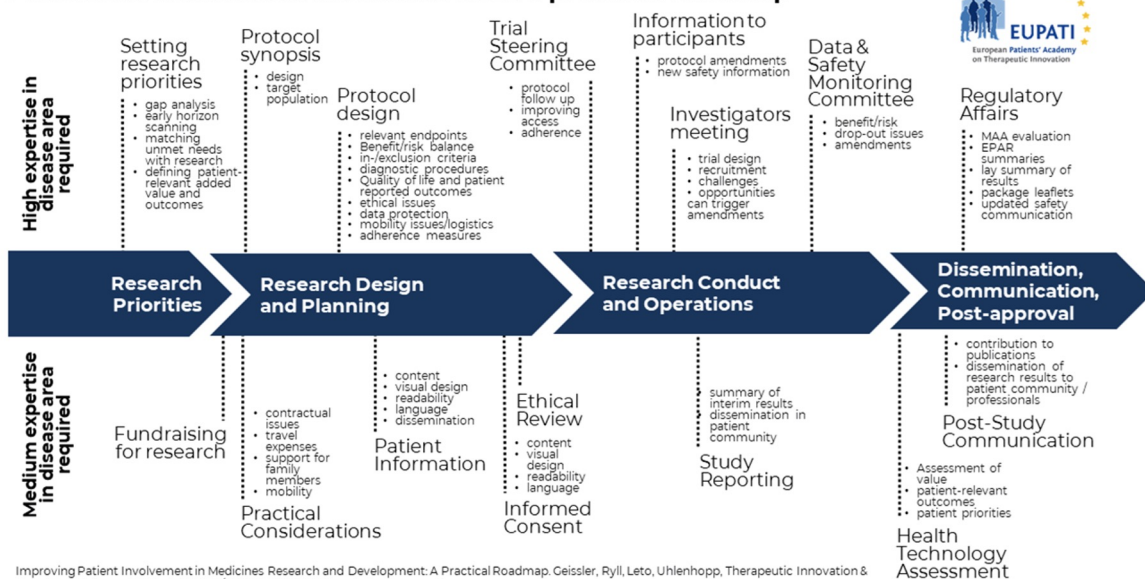 EUPATI
European Patients' Academy
on Therapeutic Innovation
High expertise in
disease area
required
Setting
research
priorities
• gap analysis
• early horizon
scanning
• matching
unmet needs
with research
• defining patient-
relevant added
value and
outcomes
Protocol
synopsis
• design
• target
population
Protocol
design
• relevant endpoints
• Benefit/risk balance
• in-/exclusion criteria
• diagnostic procedures
• Quality of life and patient
reported outcomes
• ethical issues
• data protection
• mobility issues/logistics
• adherence measures
Trial
Steering
Committee
• protocol
follow up
• improving
access
• adherence
Information to
participants
• protocol amendments
• new safety information
Investigators
meeting
• trial design
• recruitment
• challenges
• opportunities
can trigger
amendments
Data &
Safety
Monitoring
Committee
• benefit/risk
• drop-out issues
• amendments
Regulatory
Affairs
• MAA evaluation
• EPAR
summaries
• lay summary of
results
• package leaflets
• updated safety
communication
Research
Priorities
Research Design
and Planning
Research Conduct
and Operations
Dissemination,
Communication,
Post-approval
Medium expertise
in disease area
required
Fundraising
for research
• contractual
issues
• travel
expenses
• support for
family
members
• mobility
Practical
Considerations
• content
• visual design
• readability
• language
• dissemination
Patient
Information
Ethical
Review
• content
• visual
design
• readability
• language
Informed
Consent
• summary of
interim results
• dissemination in
patient
community
Study
Reporting
• contribution to
publications
• dissemination of
research results to
patient community /
professionals
Post-Study
Communication
• Assessment of
value
• patient-relevant
outcomes
• patient priorities
Health
Technology
Assessment
Improving Patient Involvement in Medicines Research and Development: A Practical Roadmap. Geissler, Ryll, Leto, Uhlenhopp, Therapeutic Innovation &